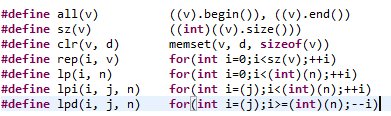 #define all(v) ((v).begin()), ((v).end())
#define sz(v) ((int)((v).size()))
#define clr(v, d) memset(v, d, sizeof(v))
#define rep(i, v) for(int i=0;i<sz(v);++i)
#define lp(i, n) for(int i=0;i<(int)(n);++i)
#define lpi(i, j, n) for(int i=(j);i<(int)(n);++i)
#define lpd(i, j, n) for(int i=(j);i>=(int)(n);--i)